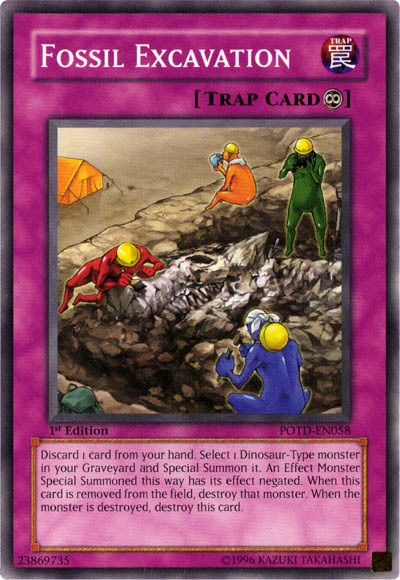 FOSSIL EXCAVATION
TRAP
罠
[TRAP CARD∞]
1st Edition
POTD-EN058
Discard 1 card from your hand. Select 1 Dinosaur-Type monster
in your Graveyard and Special Summon it. An Effect Monster
Special Summoned this way has its effect negated. When this
card is removed from the field, destroy that monster. When the
monster is destroyed, destroy this card.
23869735
©1996 KAZUKI TAKAHASHI